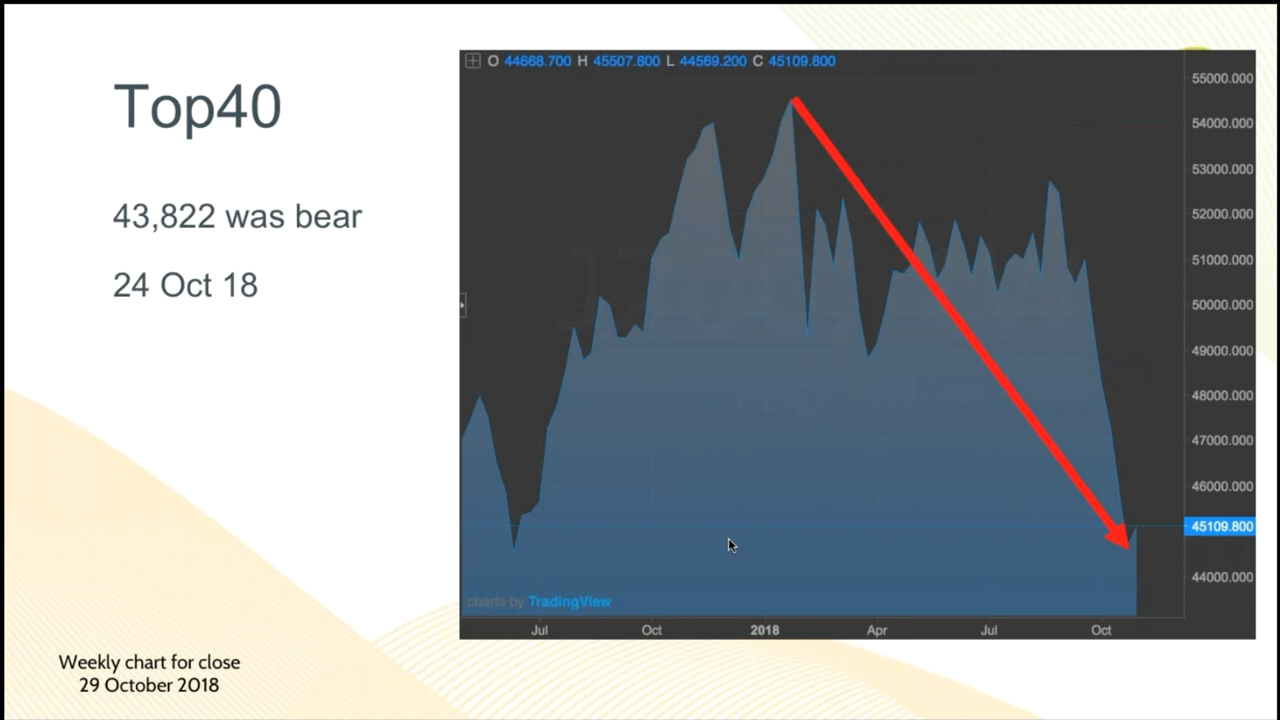 Top40
43,822 was bear
24 Oct 18
Weekly chart for close
29 October 2018
O 44668.700 H 45507.800 L 44569.200 C 45109.800
55000.000
54000.000
53000.000
52000.000
51000.000
50000.000
49000.000
48000.000
47000.000
46000.000
45109.800
44000.000
charts by TradingView
Jul Oct 2018 Apr Jul Oct